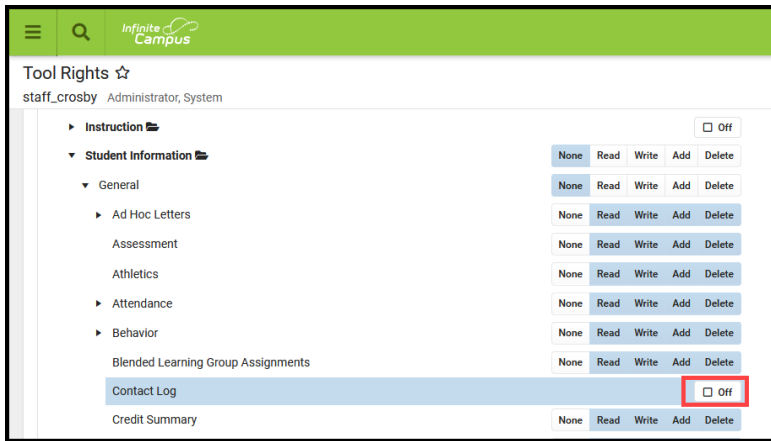 Infinite
Campus
Tool Rights
staff_crosby Administrator, System
Instruction Off
Student Information None Read Write Add Delete
General None Read Write Add Delete
Ad Hoc Letters None Read Write Add Delete
Assessment None Read Write Add Delete
Athletics None Read Write Add Delete
Attendance None Read Write Add Delete
Behavior None Read Write Add Delete
Blended Learning Group Assignments None Read Write Add Delete
Contact Log Off
Credit Summary None Read Write Add Delete